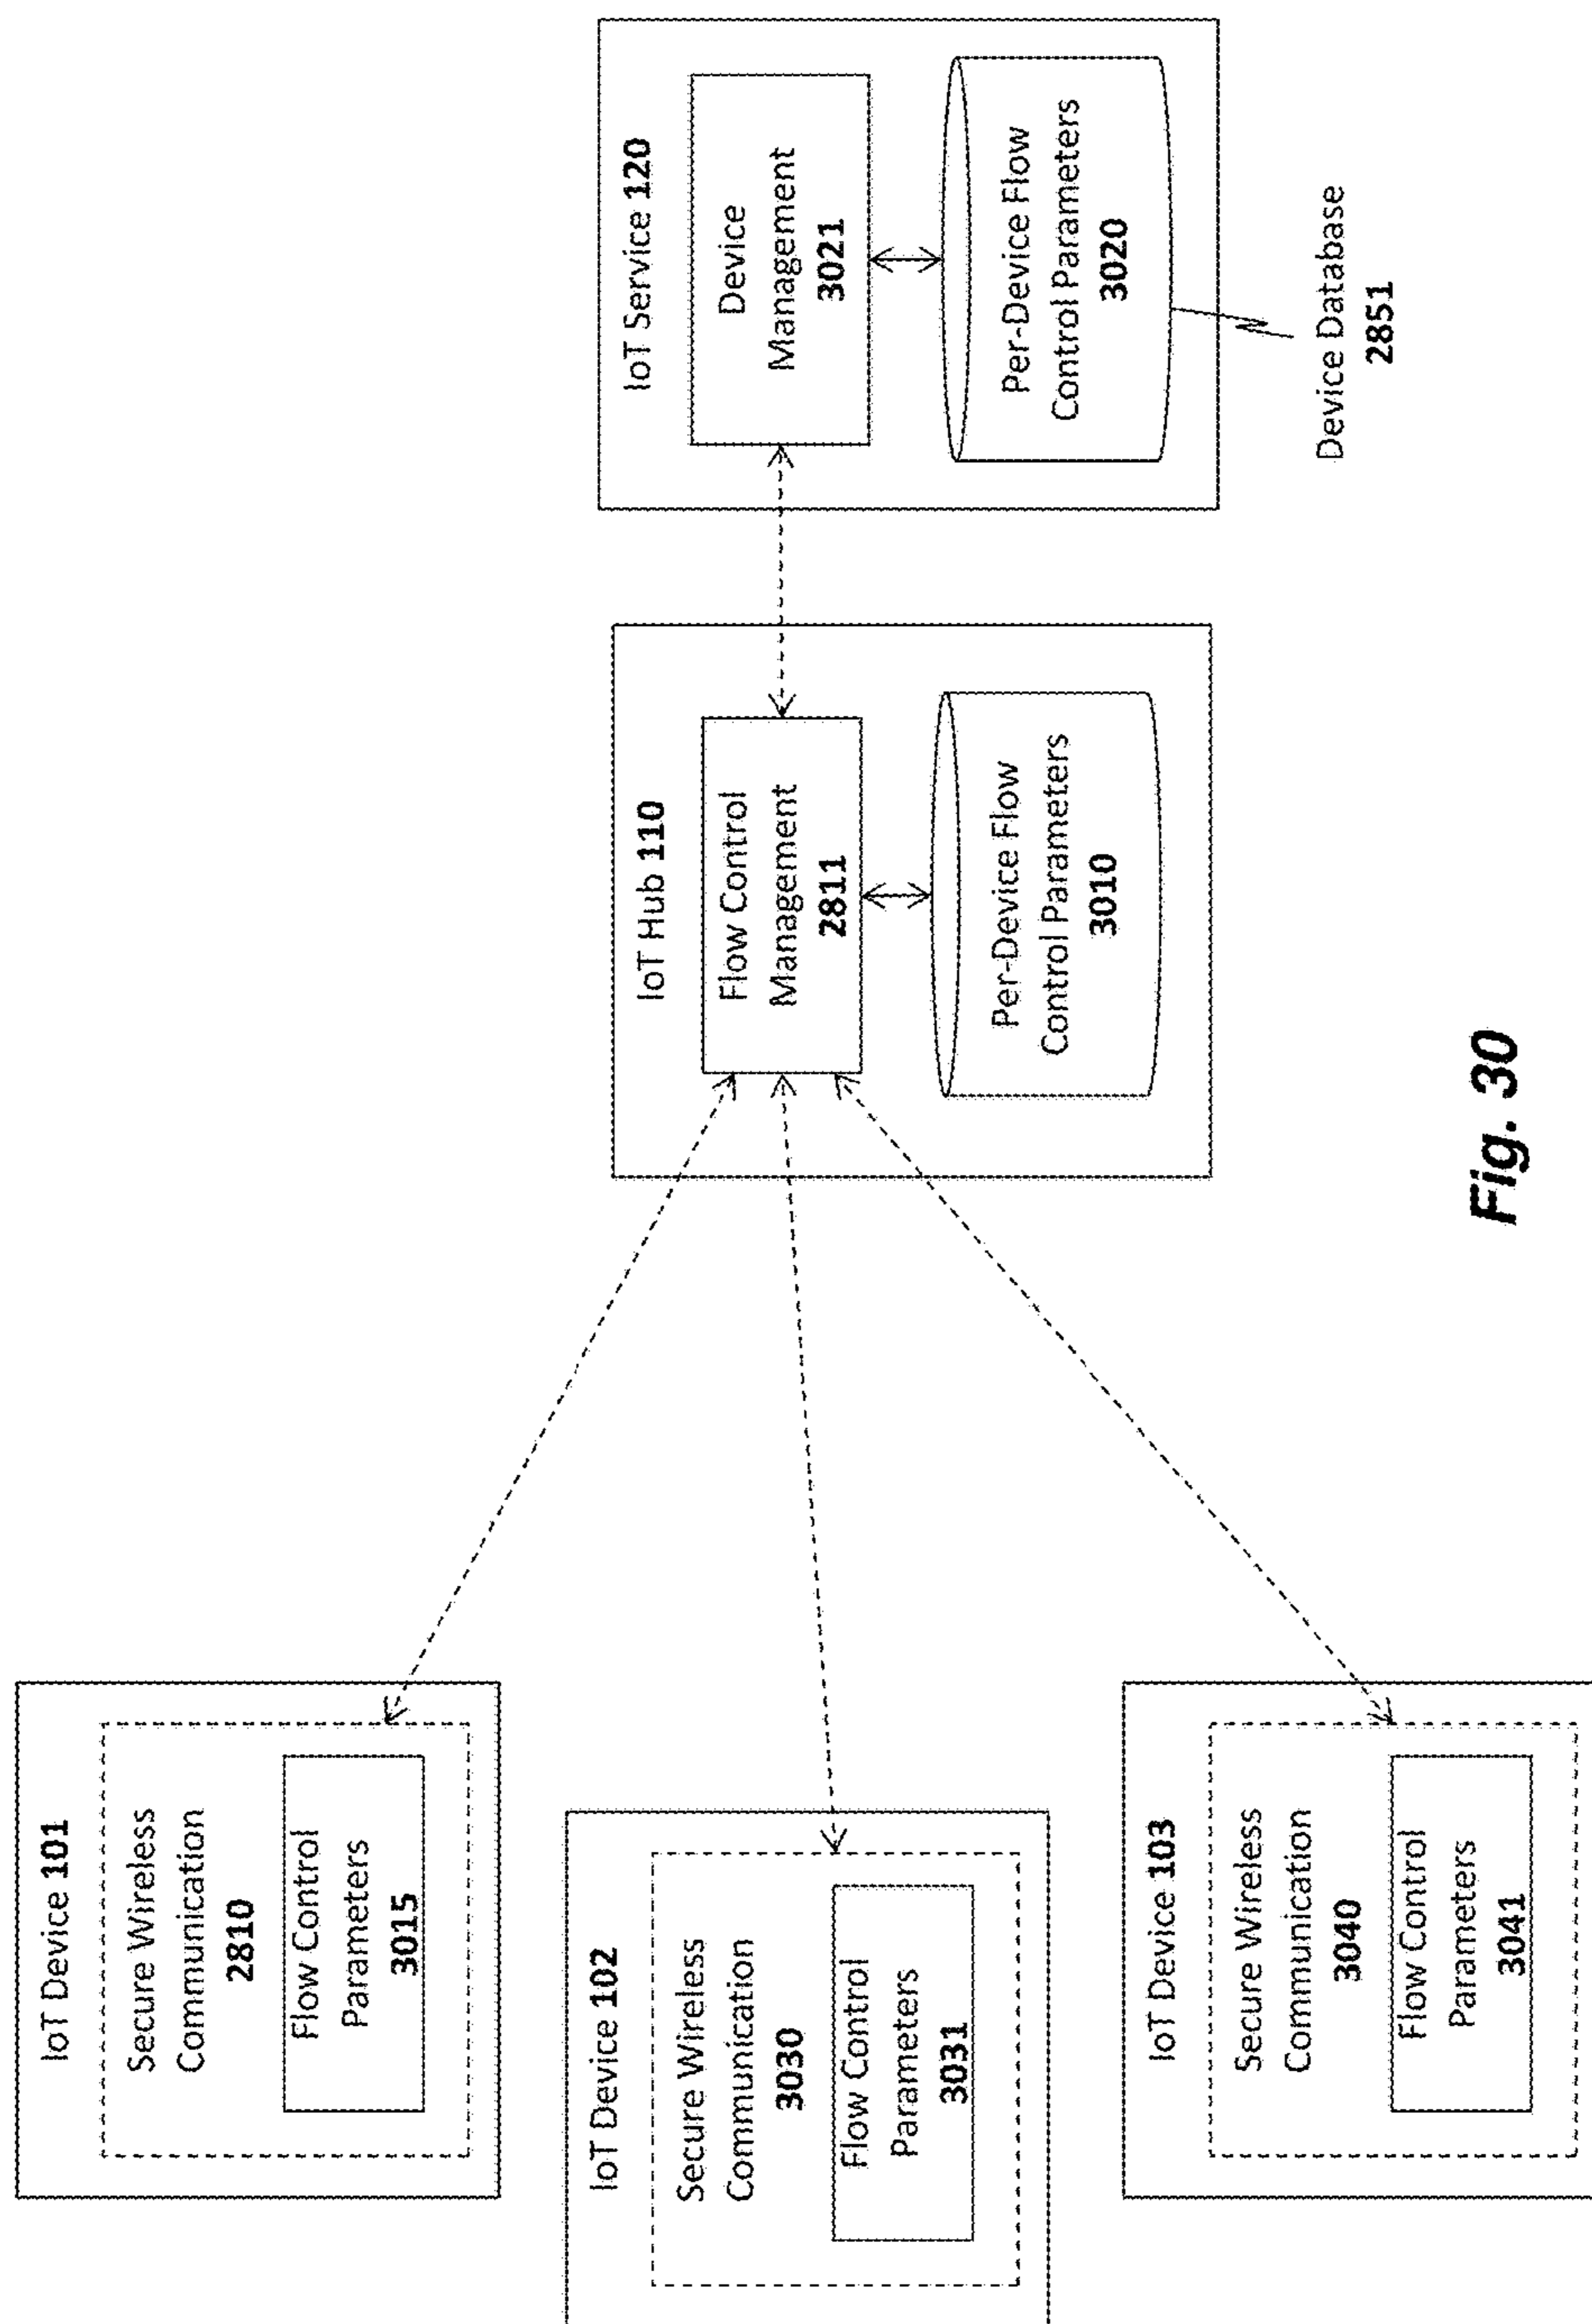 IoT Device 101
Secure Wireless
Communication
2810
Flow Control
Parameters
3015
IoT Device 102
Secure Wireless
Communication
3030
Flow Control
Parameters
3031
IoT Device 103
Secure Wireless
Communication
3040
Flow Control
Parameters
3041
IoT Hub 110
Flow Control
Management
2811
Per-Device Flow
Control Parameters
3010
IoT Service 120
Device
Management
3021
Per-Device Flow
Control Parameters
3020
Device Database
2851
Fig. 30